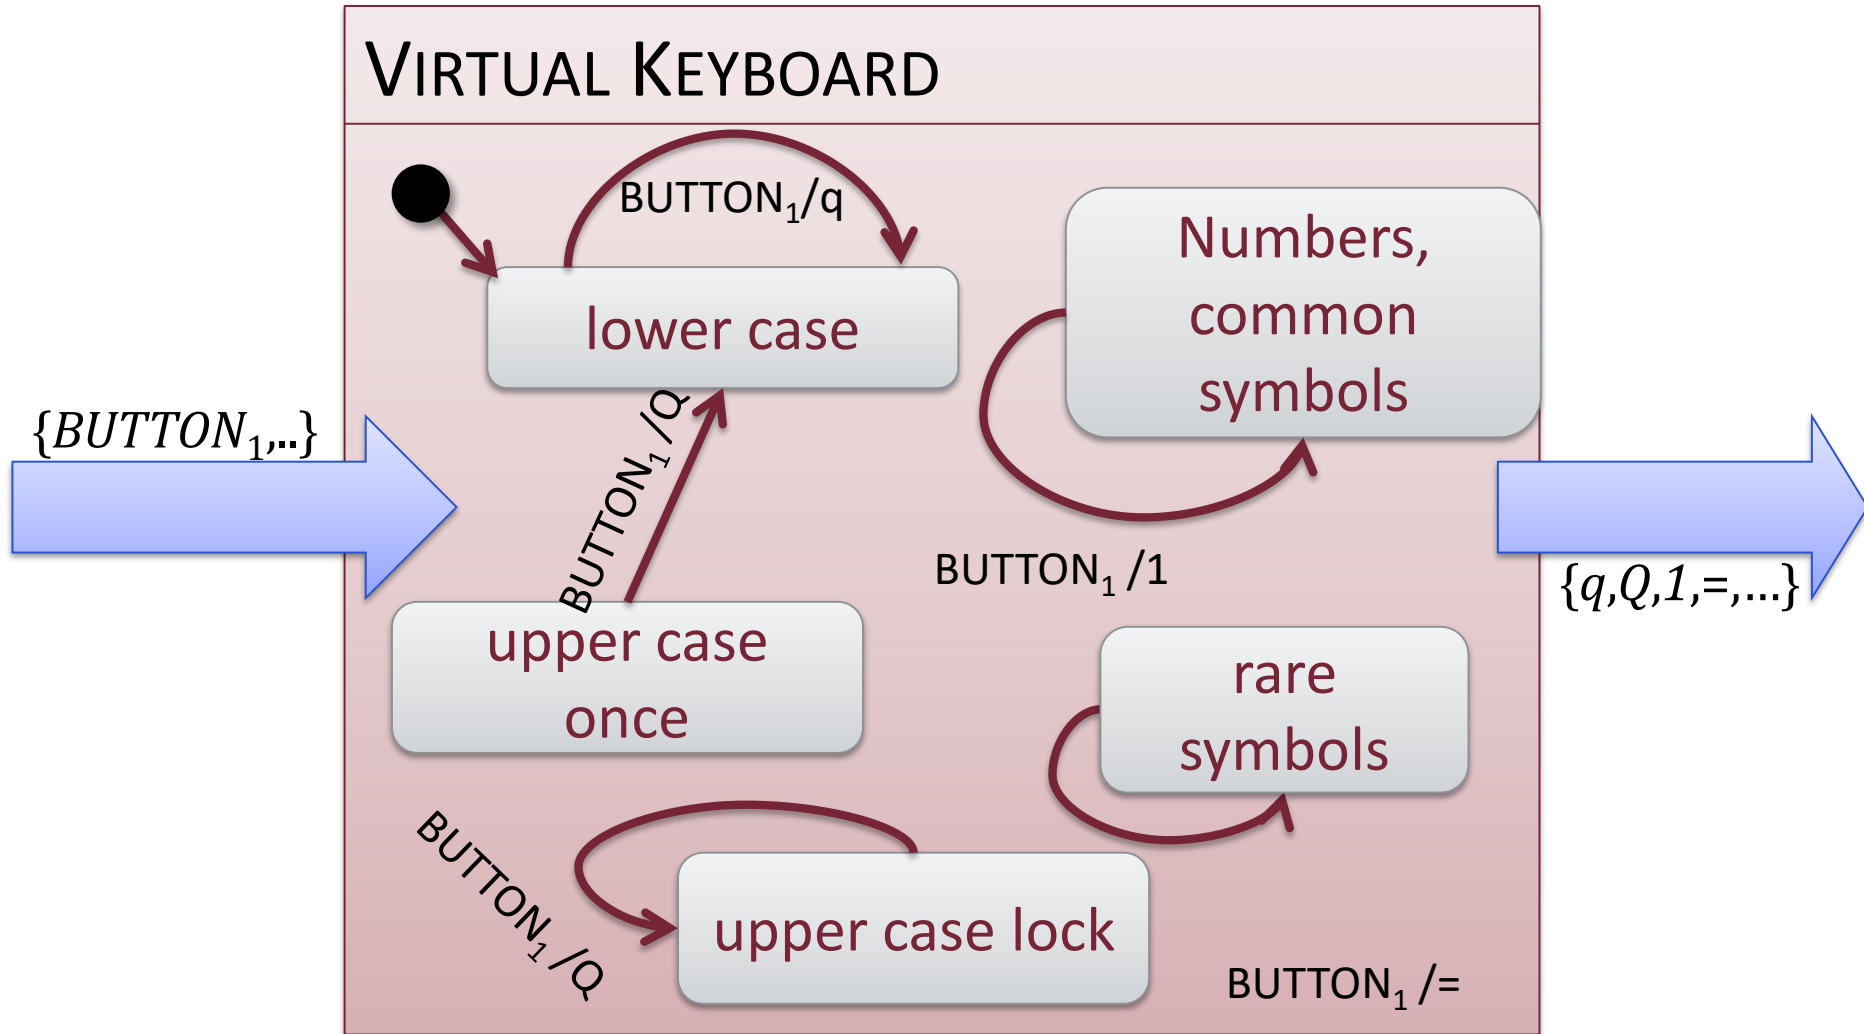 VIRTUAL KEYBOARD
BUTTON₁/q
lower case
Numbers,
common
symbols
{BUTTON₁,..}
BUTTON₁ /Q
BUTTON₁ /1
{q,Q,1,=,...}
upper case
once
rare
symbols
BUTTON₁ /Q
upper case lock
BUTTON₁ /=